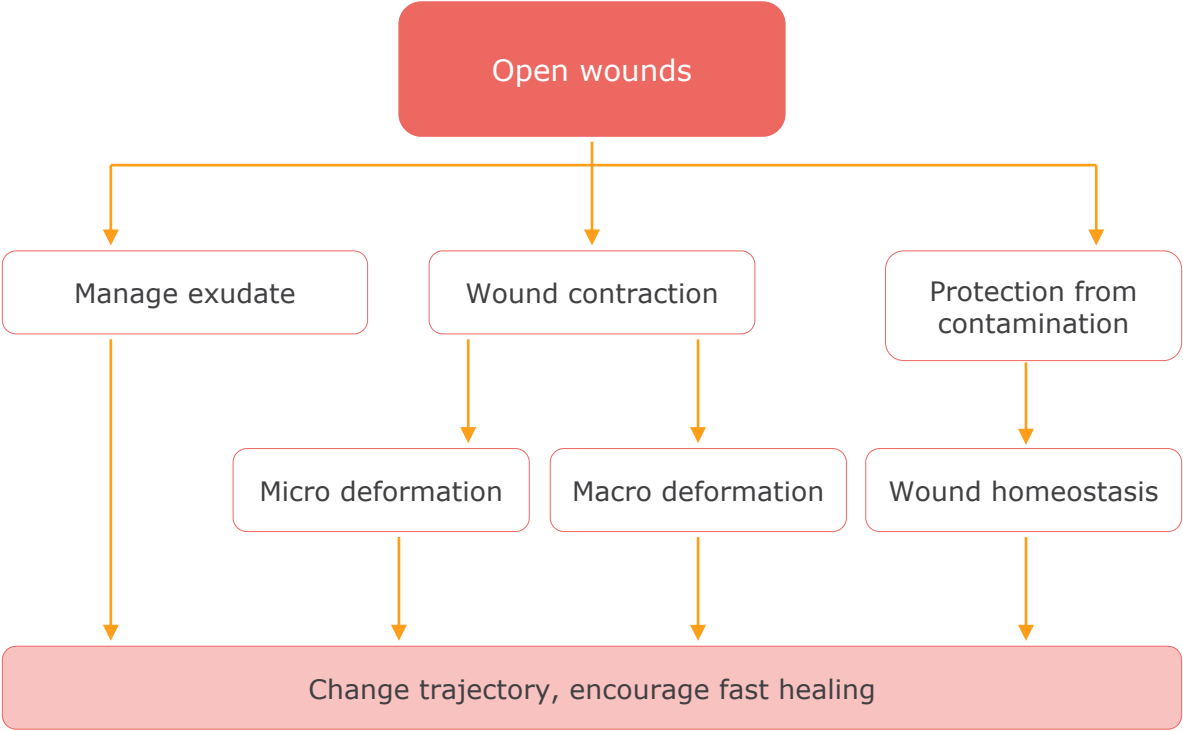 Open wounds
Manage exudate
Wound contraction
Protection from
contamination
Micro deformation
Macro deformation
Wound homeostasis
Change trajectory, encourage fast healing